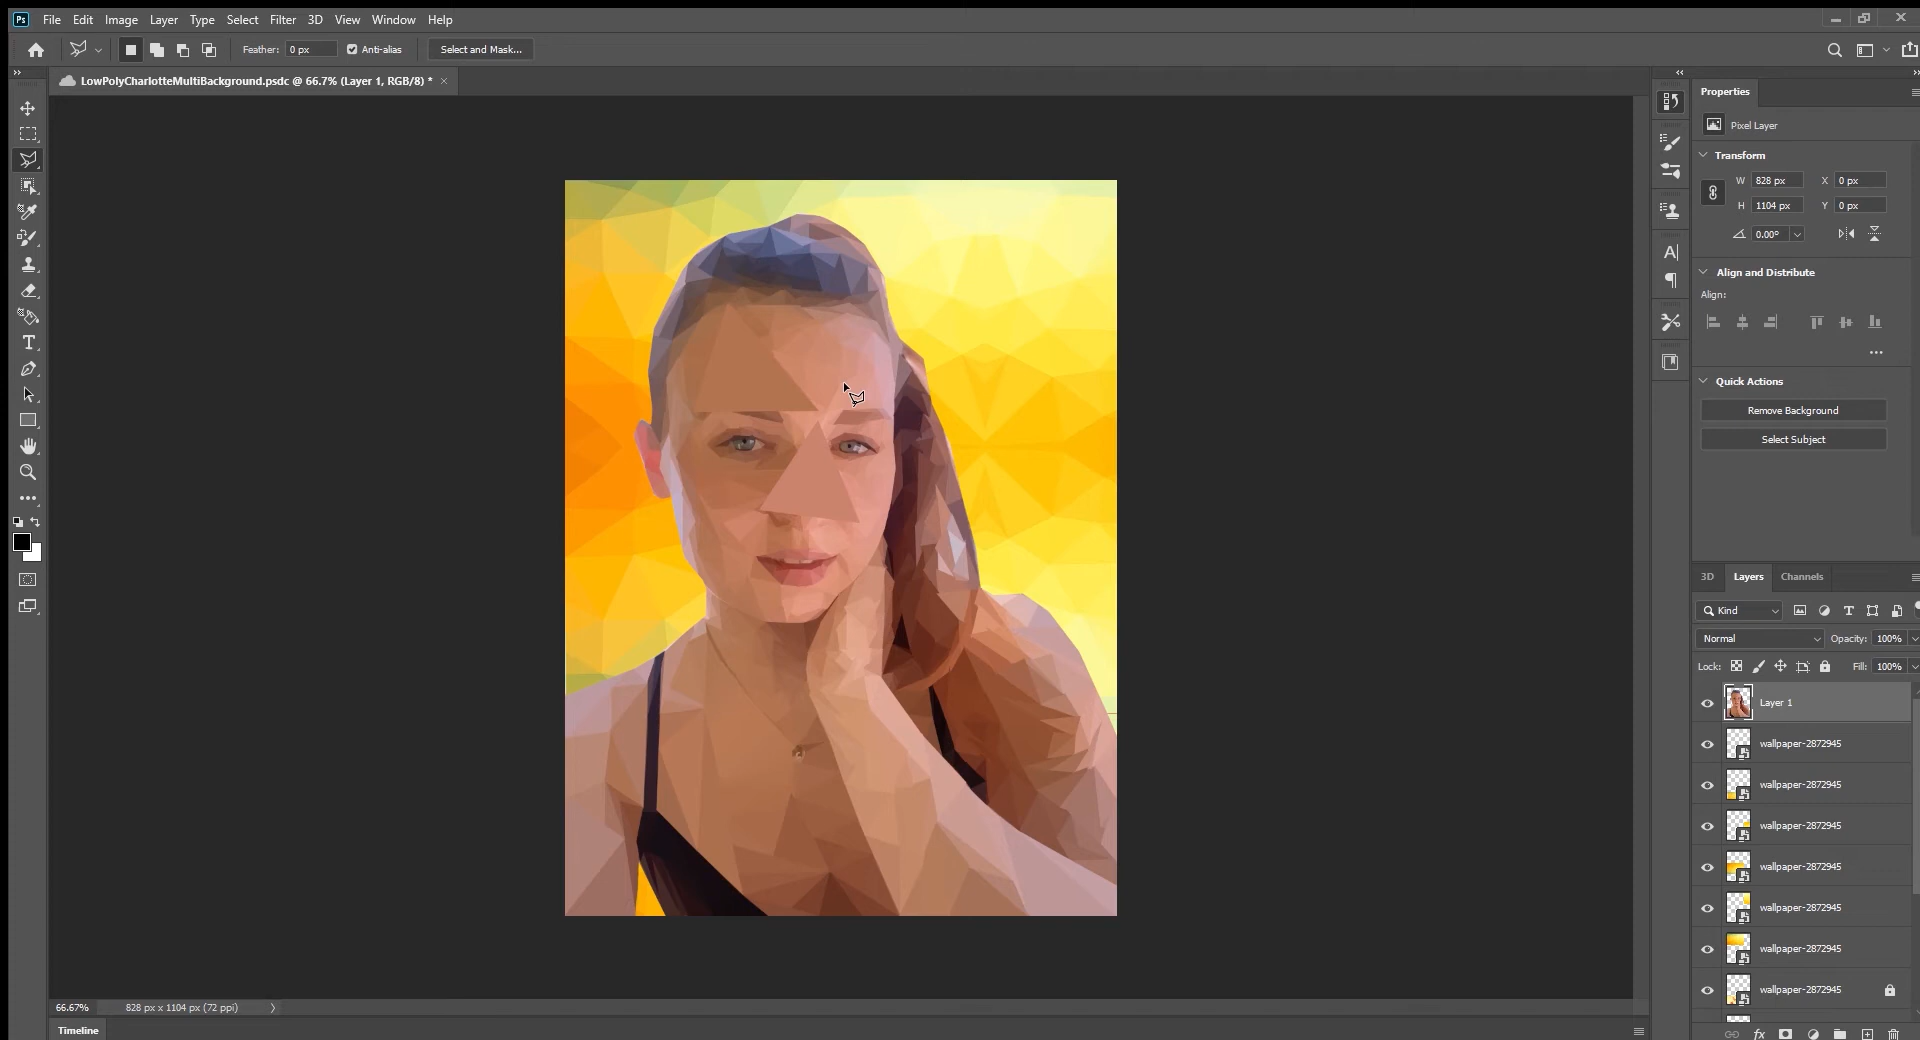 Ps File Edit Image Layer Type Select Filter 3D View Window Help
Feather: 0 px Anti-alias Select and Mask...
LowPolyCharlotteMultiBackground.psdc @ 66.7% (Layer 1, RGB/8) *
Properties
Pixel Layer
Transform
W 828 px X 0 px
H 1104 px Y 0 px
0.00°
Align and Distribute
Align:
Quick Actions
Remove Background
Select Subject
3D Layers Channels
Kind
Normal Opacity: 100%
Lock: Fill: 100%
Layer 1
wallpaper-2872945
wallpaper-2872945
wallpaper-2872945
wallpaper-2872945
wallpaper-2872945
wallpaper-2872945
wallpaper-2872945
fx
66.67% 828 px x 1104 px (72 ppi)
Timeline